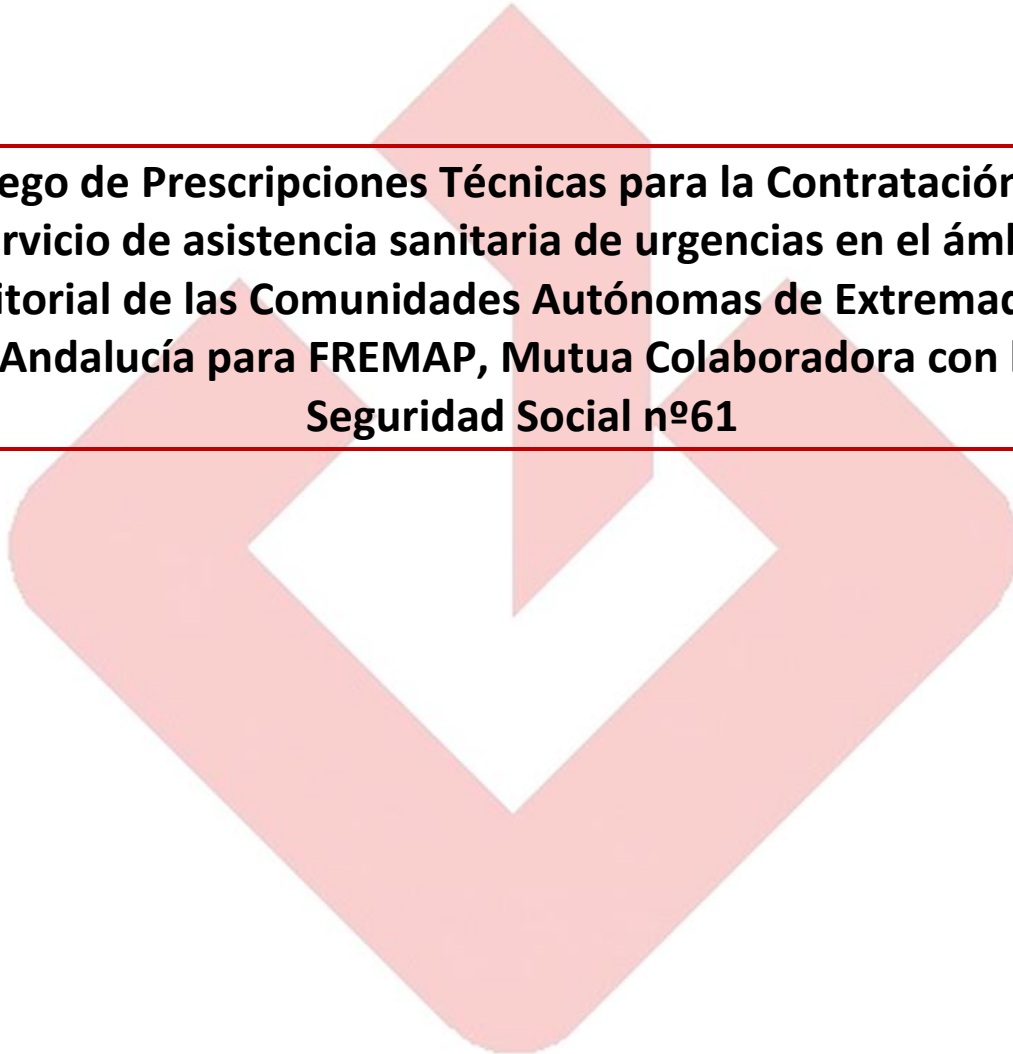 ego de Prescripciones Técnicas para la Contratación
rvicio de asistencia sanitaria de urgencias en el ámb
itorial de las Comunidades Autónomas de Extremad
Andalucía para FREMAP, Mutua Colaboradora con l
Seguridad Social nº61